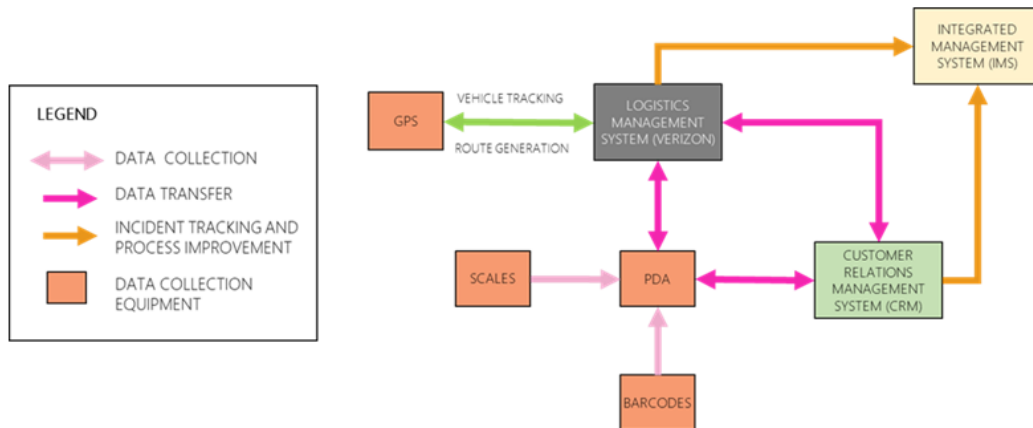 LEGEND
DATA COLLECTION
DATA TRANSFER
INCIDENT TRACKING AND
PROCESS IMPROVEMENT
DATA COLLECTION
EQUIPMENT
GPS
VEHICLE TRACKING
ROUTE GENERATION
LOGISTICS
MANAGEMENT
SYSTEM (VERIZON)
INTEGRATED
MANAGEMENT
SYSTEM (IMS)
SCALES
PDA
CUSTOMER
RELATIONS
MANAGEMENT
SYSTEM (CRM)
BARCODES